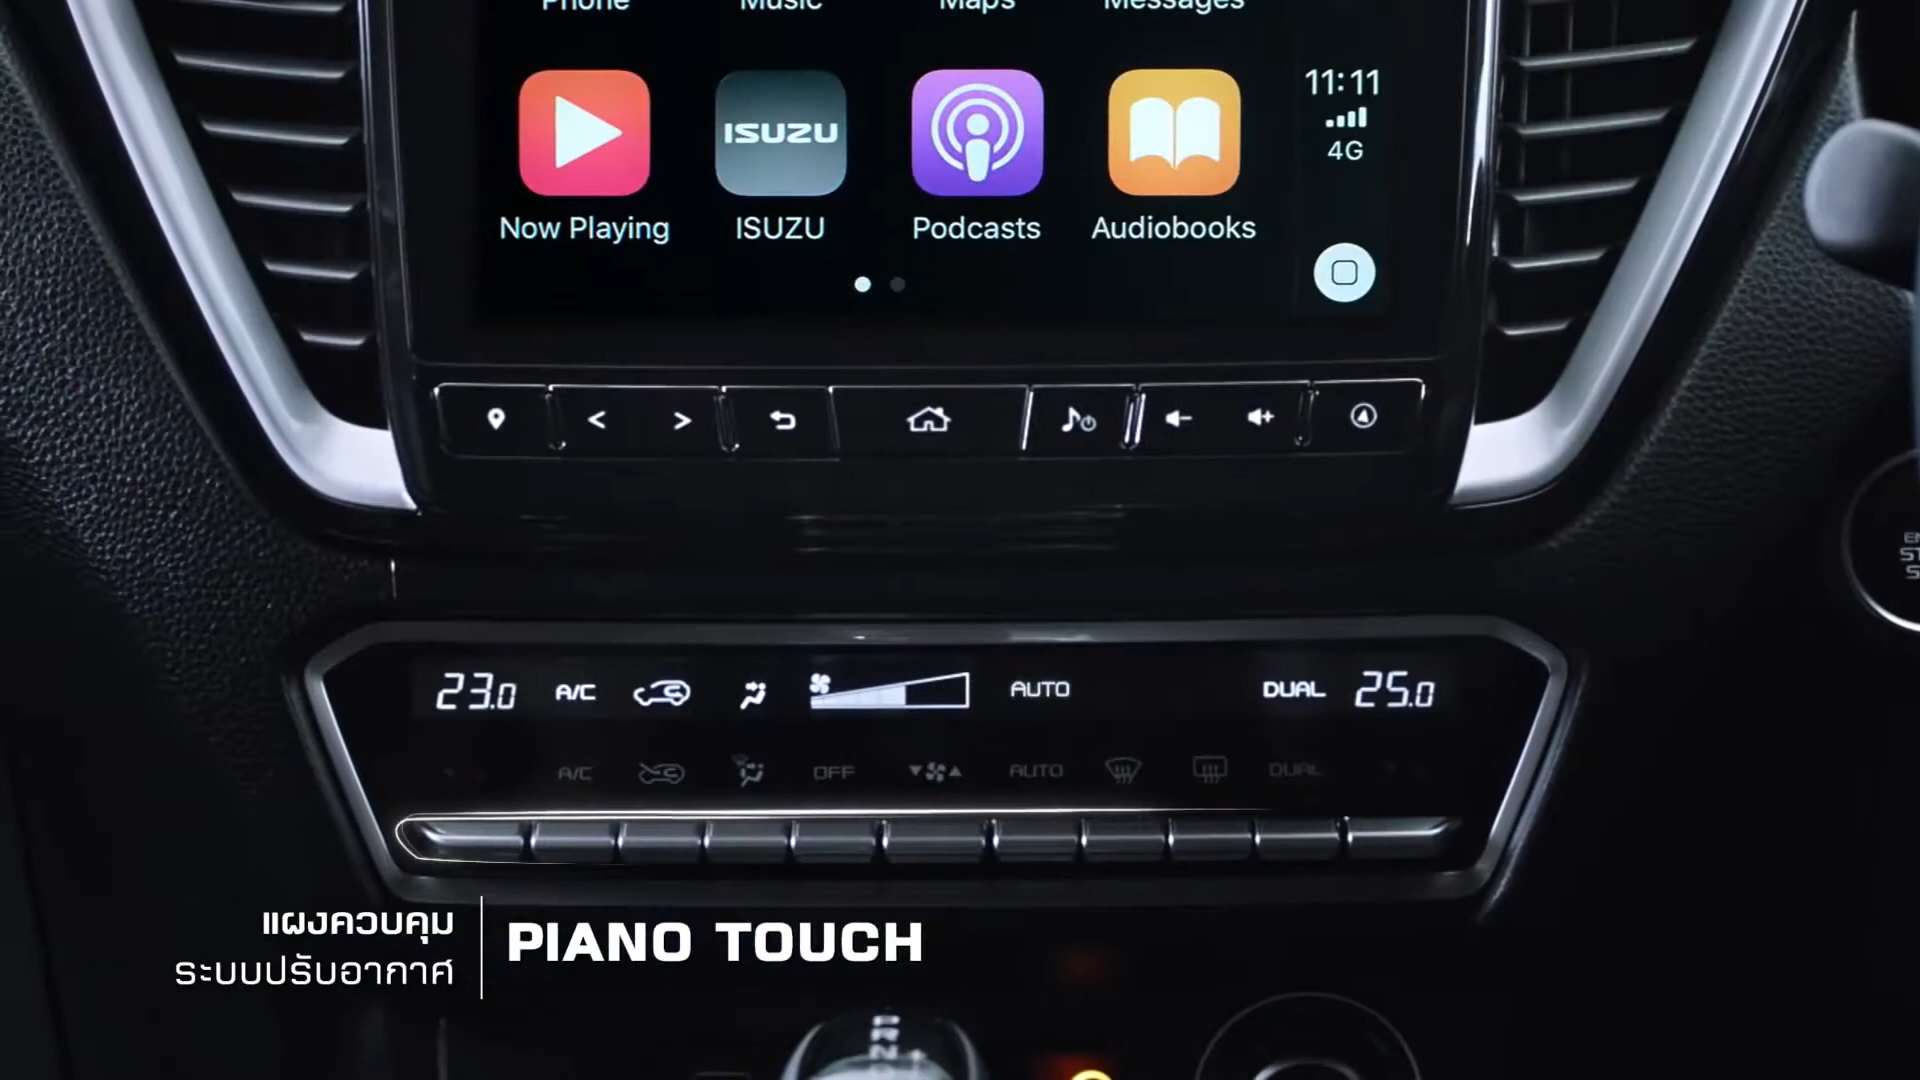 Phone Music Maps Messages
11:11
4G
ISUZU
Now Playing ISUZU Podcasts Audiobooks
23.0 A/C AUTO DUAL 25.0
A/C OFF AUTO DUAL
แผงควบคุม
ระบบปรับอากาศ
PIANO TOUCH